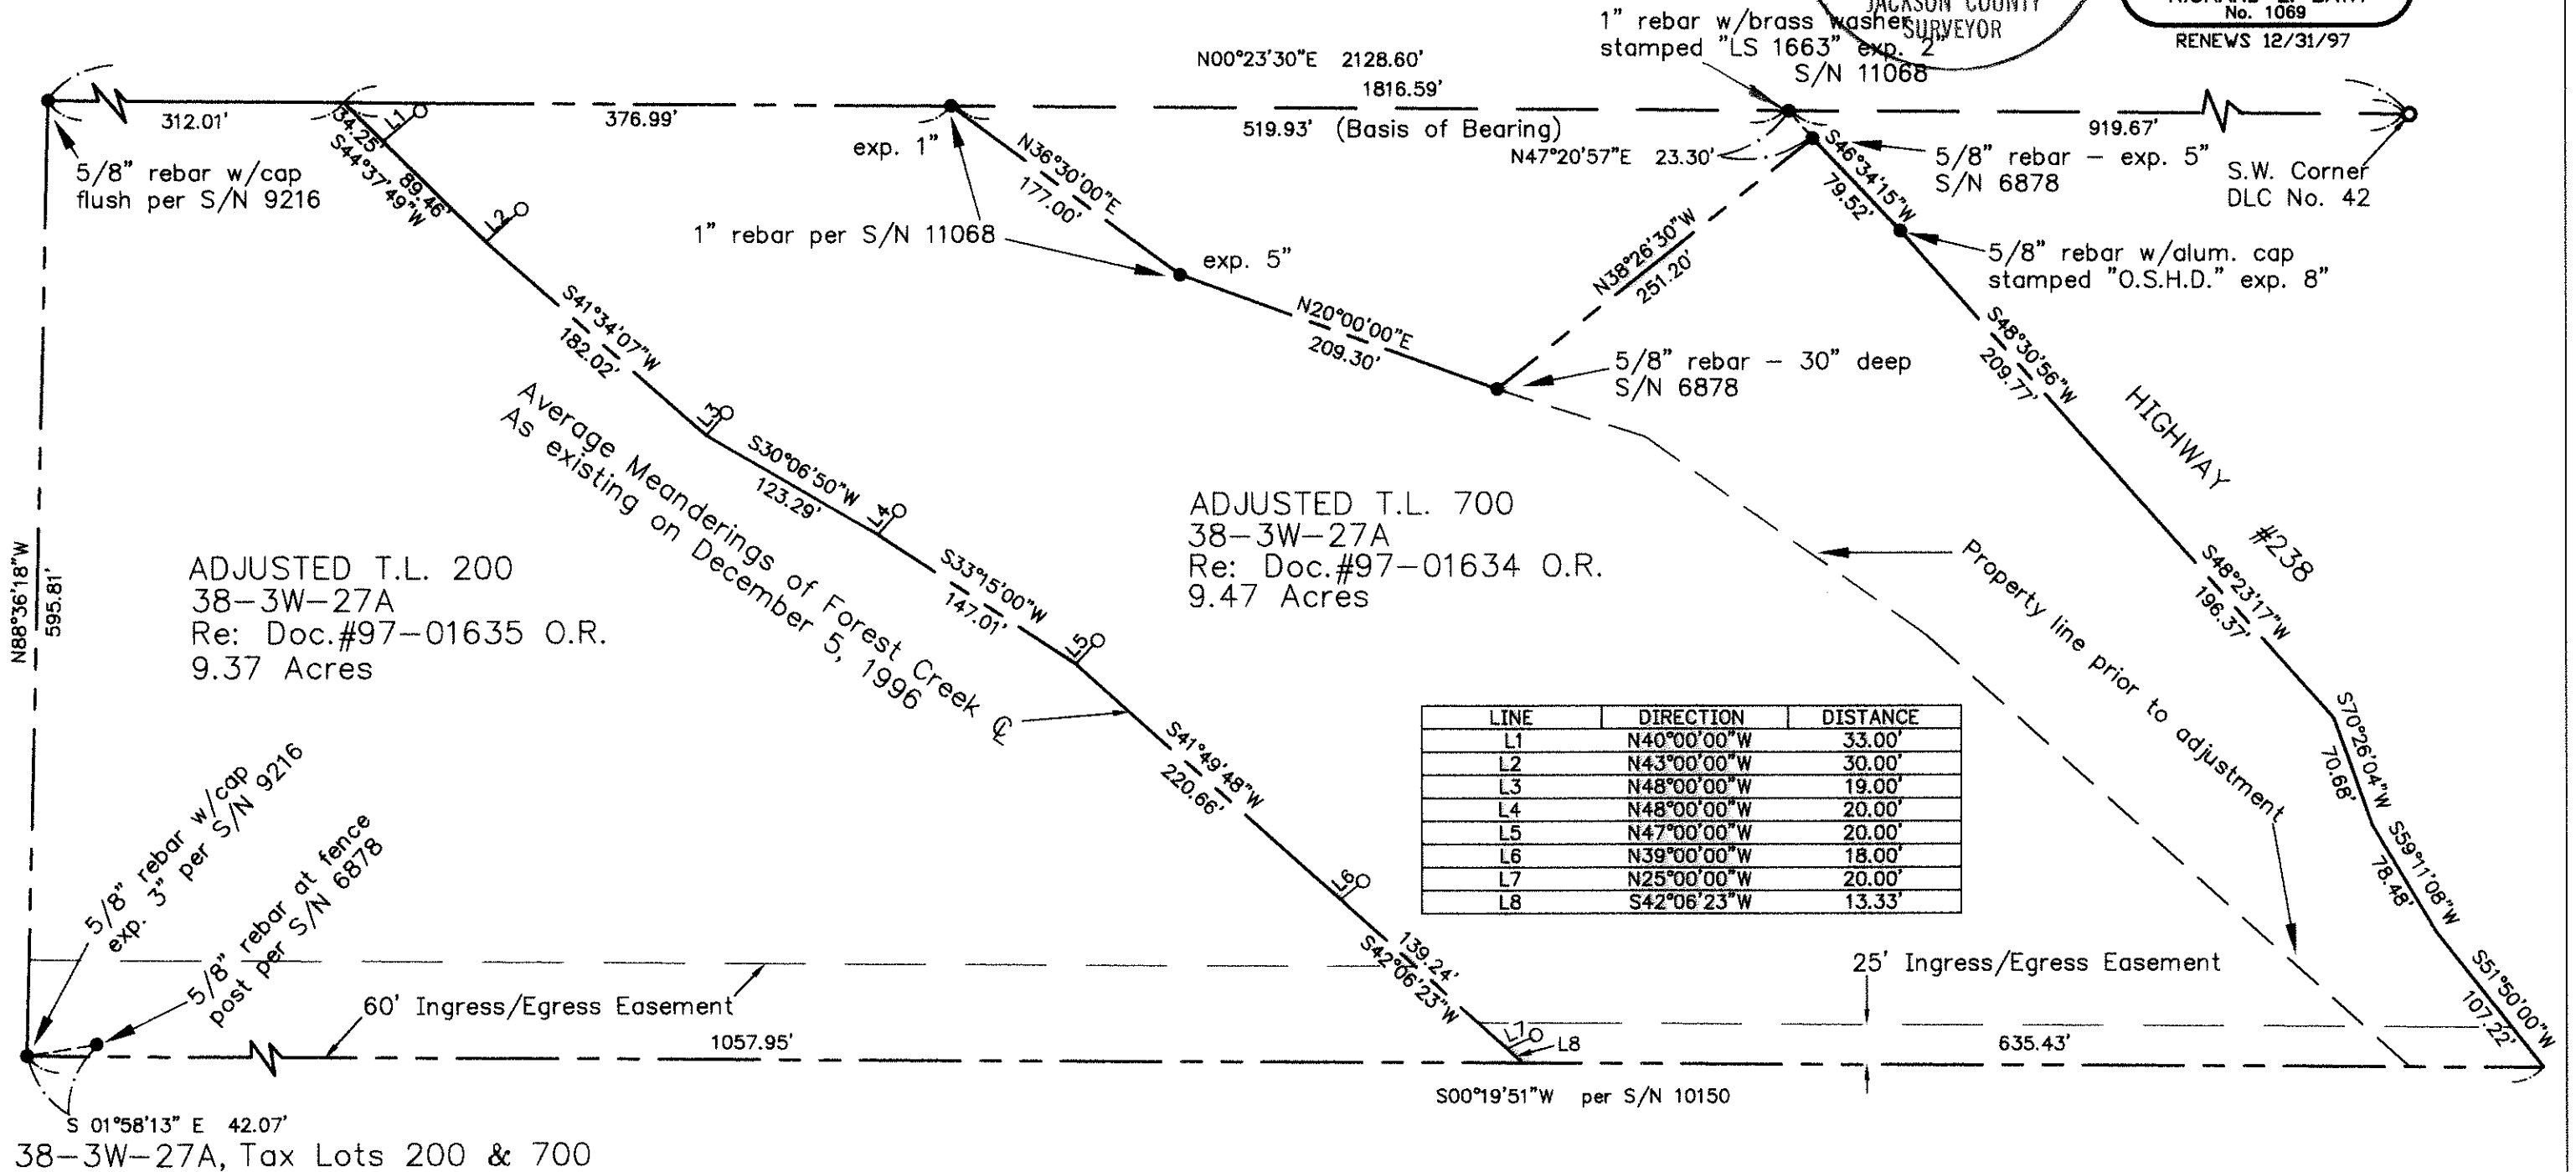 JACKSON COUNTY
SURVEYOR
No. 1069
RENEWS 12/31/97
1" rebar w/brass washer
stamped "LS 1663" exp. 2"
S/N 11068
N00°23'30"E 2128.60'
1816.59'
312.01'
376.99'
519.93' (Basis of Bearing)
919.67'
34.25'
L1
S44°37'49"W
89.46'
L2
5/8" rebar w/cap
flush per S/N 9216
exp. 1"
N36°30'00"E
177.00'
1" rebar per S/N 11068
exp. 5"
N47°20'57"E 23.30'
S46°34'15"W
79.52'
5/8" rebar - exp. 5"
S/N 6878
S.W. Corner
DLC No. 42
5/8" rebar w/alum. cap
stamped "O.S.H.D." exp. 8"
N38°26'30"W
251.20'
N20°00'00"E
209.30'
5/8" rebar - 30" deep
S/N 6878
S41°34'07"W
182.02'
L3
S30°06'50"W
123.29'
L4
S33°15'00"W
147.01'
L5
Average Meanderings of Forest Creek ℄
As existing on December 5, 1996
S48°30'56"W
209.77'
HIGHWAY #238
S48°23'17"W
196.37'
N88°36'18"W
595.81'
ADJUSTED T.L. 200
38-3W-27A
Re: Doc.#97-01635 O.R.
9.37 Acres
ADJUSTED T.L. 700
38-3W-27A
Re: Doc.#97-01634 O.R.
9.47 Acres
Property line prior to adjustment
S41°49'48"W
220.66'
L6
LINE DIRECTION DISTANCE
L1 N40°00'00"W 33.00'
L2 N43°00'00"W 30.00'
L3 N48°00'00"W 19.00'
L4 N48°00'00"W 20.00'
L5 N47°00'00"W 20.00'
L6 N39°00'00"W 18.00'
L7 N25°00'00"W 20.00'
L8 S42°06'23"W 13.33'
S70°26'04"W
70.68'
S59°11'08"W
78.48'
S51°50'00"W
107.22'
5/8" rebar w/cap
exp. 3" per S/N 9216
5/8" rebar at fence
post per S/N 6878
60' Ingress/Egress Easement
139.24'
S42°06'23"W
L7
L8
25' Ingress/Egress Easement
1057.95'
635.43'
S00°19'51"W per S/N 10150
S 01°58'13" E 42.07'
38-3W-27A, Tax Lots 200 & 700